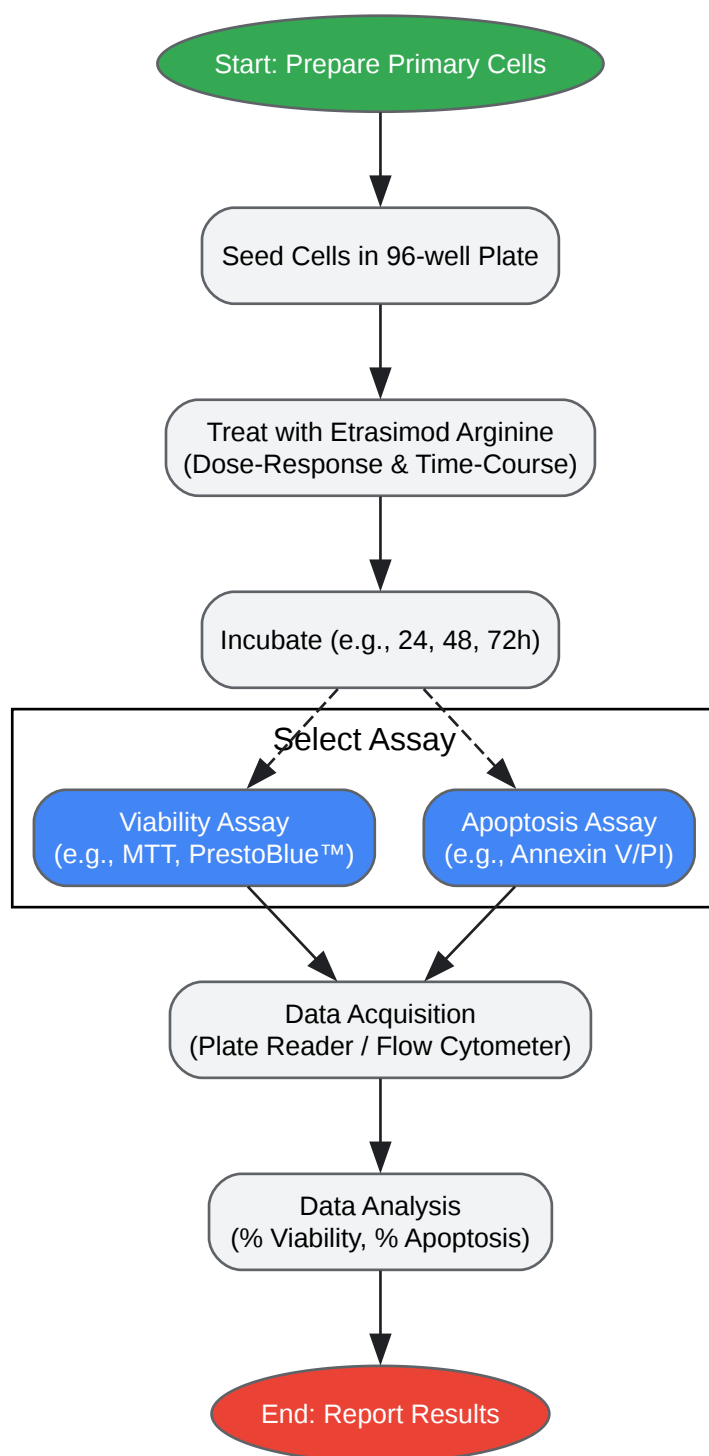 Start: Prepare Primary Cells
Seed Cells in 96-well Plate
Treat with Etrasimod Arginine
(Dose-Response & Time-Course)
Incubate (e.g., 24, 48, 72h)
Select Assay
Viability Assay
(e.g., MTT, PrestoBlue™)
Apoptosis Assay
(e.g., Annexin V/PI)
Data Acquisition
(Plate Reader / Flow Cytometer)
Data Analysis
(% Viability, % Apoptosis)
End: Report Results